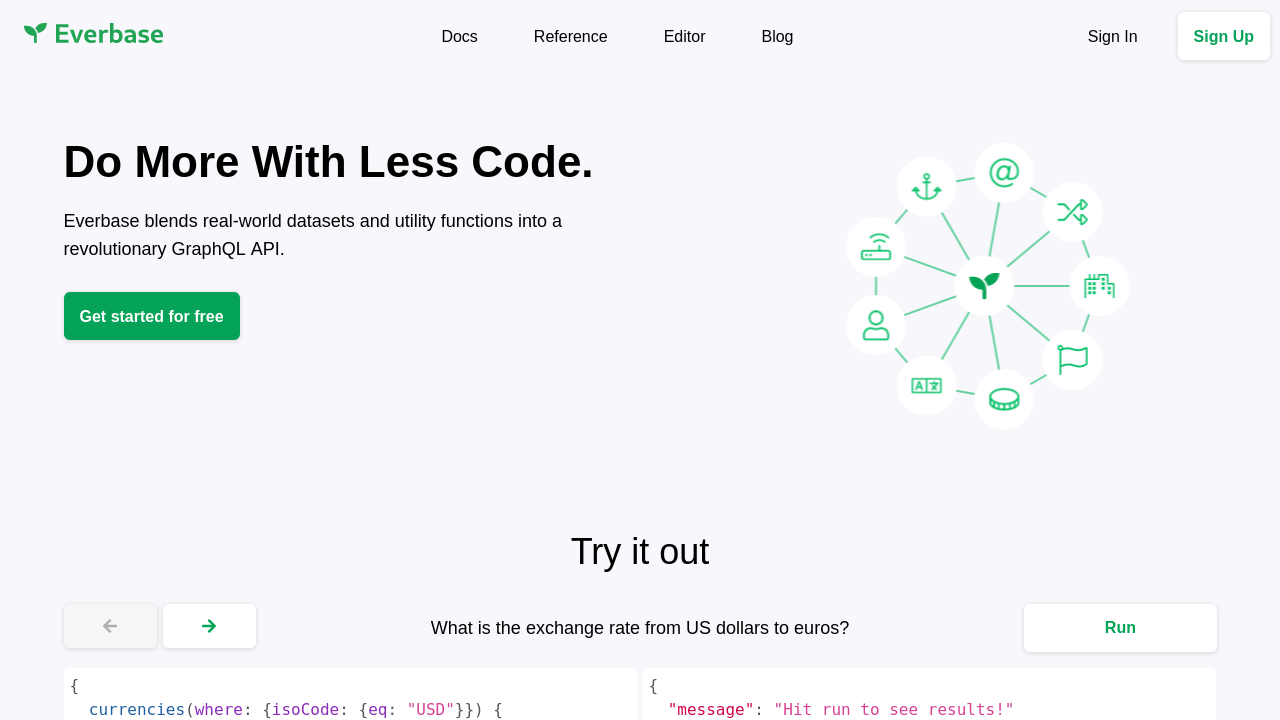 Everbase
Docs
Reference
Editor
Blog
Sign In
Sign Up
Do More With Less Code.
Everbase blends real-world datasets and utility functions into a
revolutionary GraphQL API.
Get started for free
@
A
Try it out
What is the exchange rate from US dollars to euros?
Run
{
currencies(where: {isoCode: {eq: "USD"}}) {
{
"message": "Hit run to see results!"